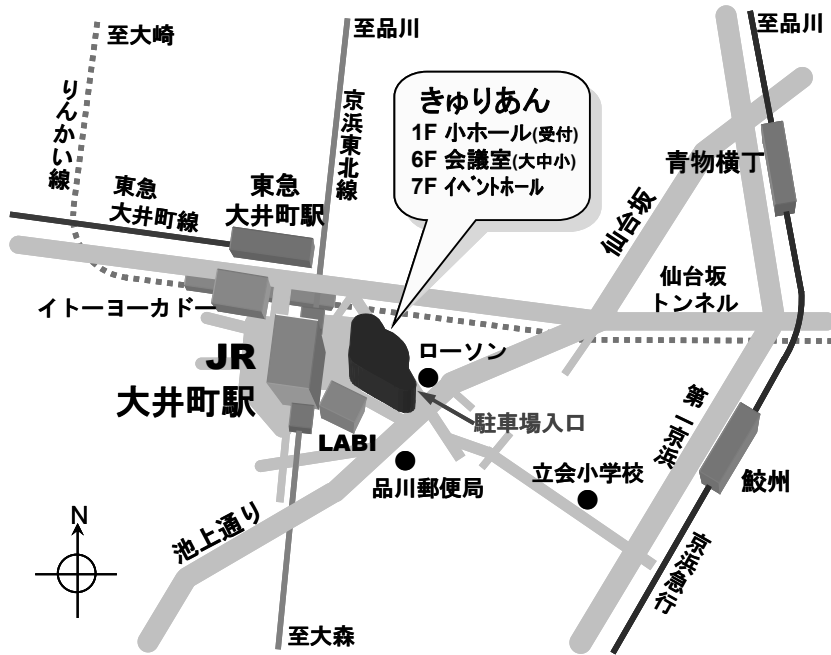 至大崎
至品川
至品川
りんかい線
京浜東北線
きゅりあん
1F 小ホール(受付)
6F 会議室(大中小)
7F イベントホール
青物横丁
東急
大井町線
東急
大井町駅
仙台坂
仙台坂
トンネル
イトーヨーカドー
JR
大井町駅
ローソン
LABI
駐車場入口
第一京浜
品川郵便局
立会小学校
鮫州
池上通り
N
京浜急行
至大森